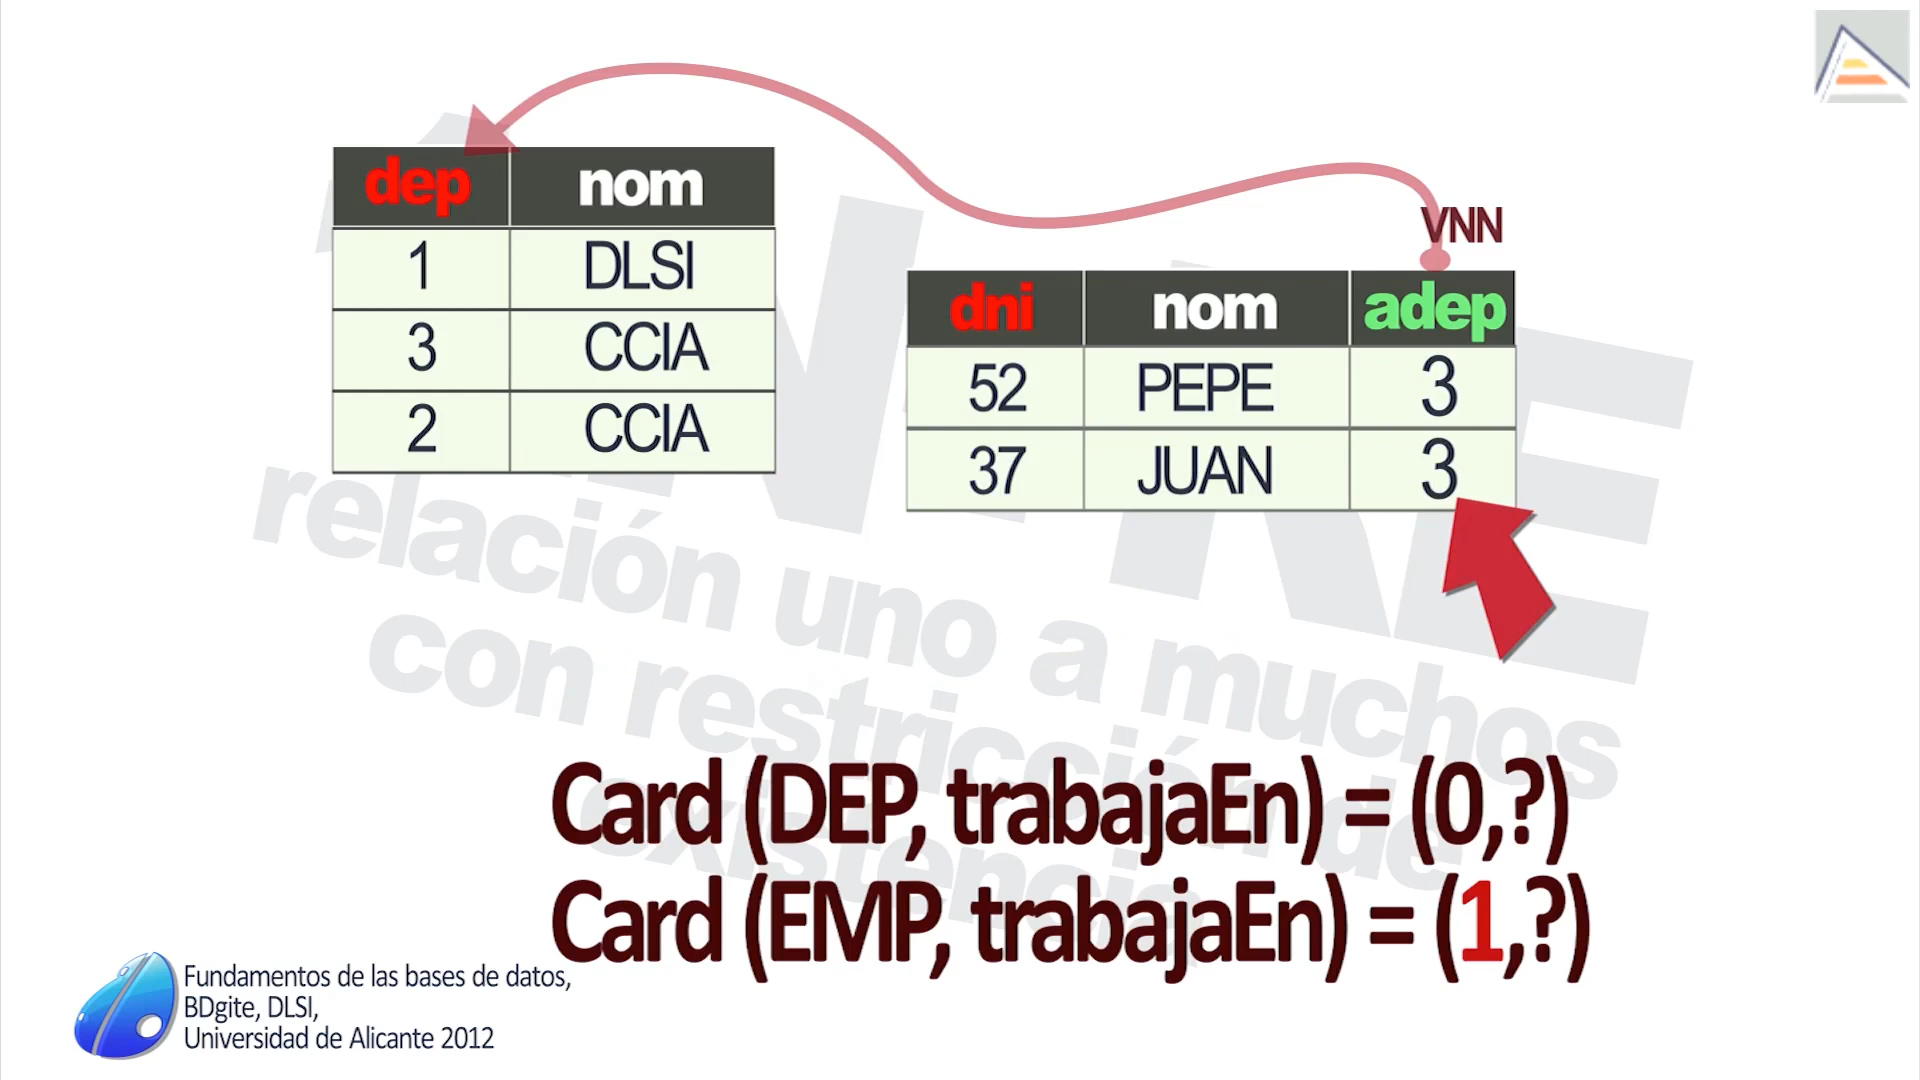 dep nom
1 DLSI
3 CCIA
2 CCIA
VNN
dni nom adep
52 PEPE 3
37 JUAN 3
relación uno a muchos
con restricción de
existencia
Card (DEP, trabajaEn) = (0,?)
Card (EMP, trabajaEn) = (1,?)
Fundamentos de las bases de datos,
BDgite, DLSI,
Universidad de Alicante 2012